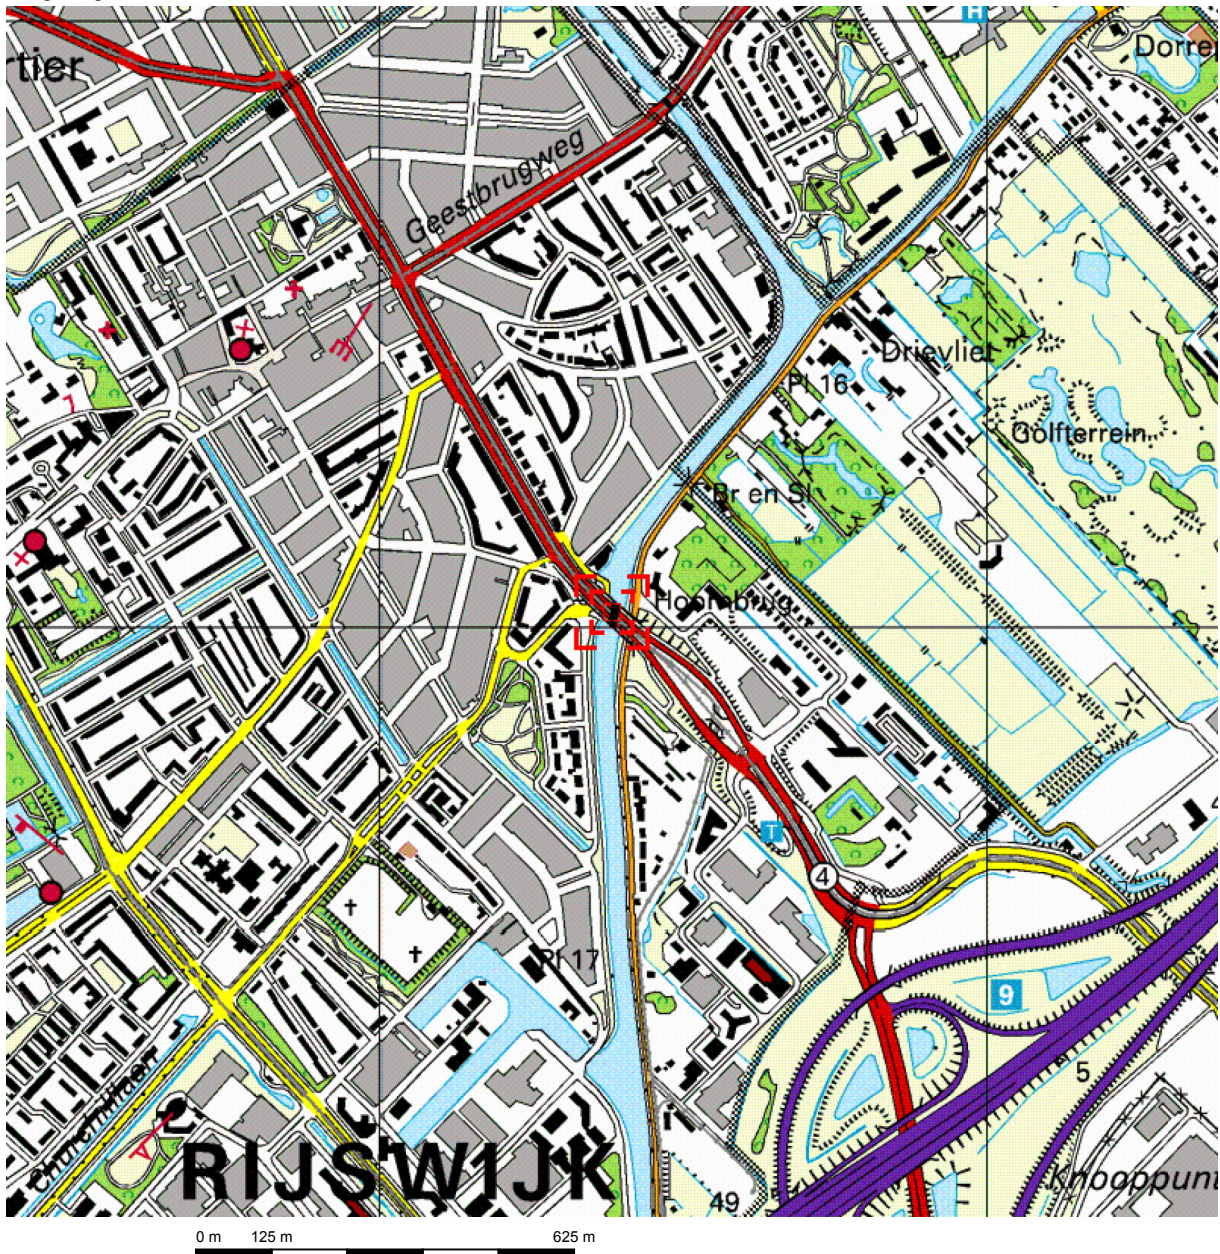 tier
H
Dorre
Geestbrugweg
E
Drievliet
Pl 16
Golfterrein
Br en Sl
Hoornbrug
T
4
4
Pl 17
9
5
RIJSWIJK
49
Knooppunt
0 m 125 m 625 m